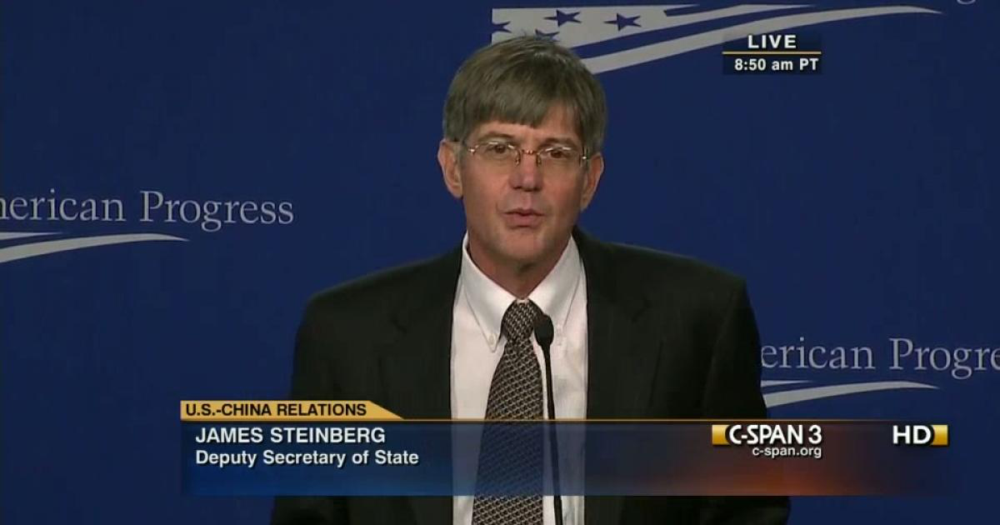 LIVE
8:50 am PT
merican Progress
erican Progre
U.S.-CHINA RELATIONS
JAMES STEINBERG
Deputy Secretary of State
C-SPAN 3
c-span.org
HD